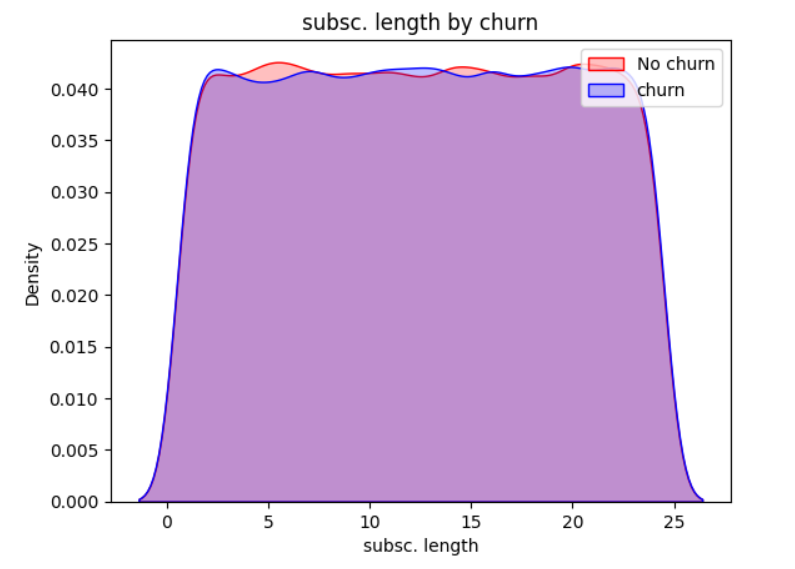 subsc. length by churn
No churn
churn
0.040
0.035
0.030
0.025
0.020
0.015
0.010
0.005
0.000
Density
0 5 10 15 20 25
subsc. length